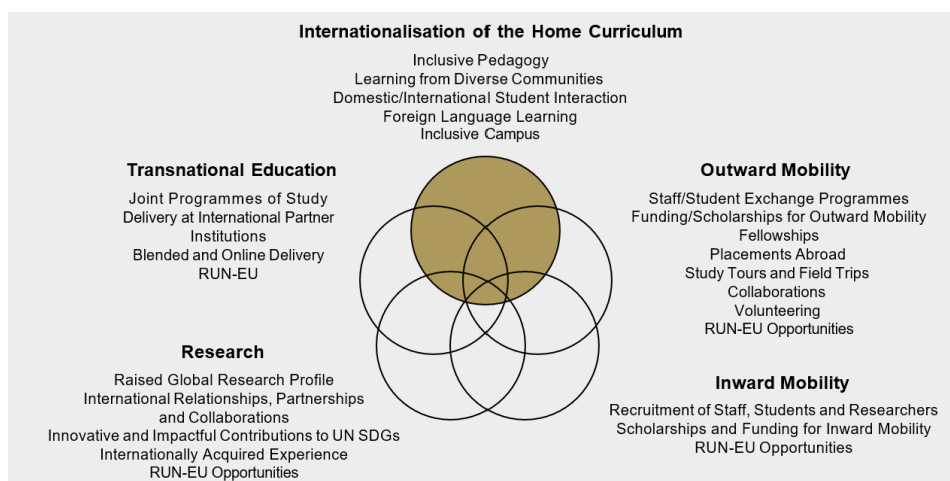 Internationalisation of the Home Curriculum
Inclusive Pedagogy
Learning from Diverse Communities
Domestic/International Student Interaction
Foreign Language Learning
Inclusive Campus
Transnational Education
Joint Programmes of Study
Delivery at International Partner
Institutions
Blended and Online Delivery
RUN-EU
Outward Mobility
Staff/Student Exchange Programmes
Funding/Scholarships for Outward Mobility
Fellowships
Placements Abroad
Study Tours and Field Trips
Collaborations
Volunteering
RUN-EU Opportunities
Research
Raised Global Research Profile
International Relationships, Partnerships
and Collaborations
Innovative and Impactful Contributions to UN SDGs
Internationally Acquired Experience
RUN-EU Opportunities
Inward Mobility
Recruitment of Staff, Students and Researchers
Scholarships and Funding for Inward Mobility
RUN-EU Opportunities